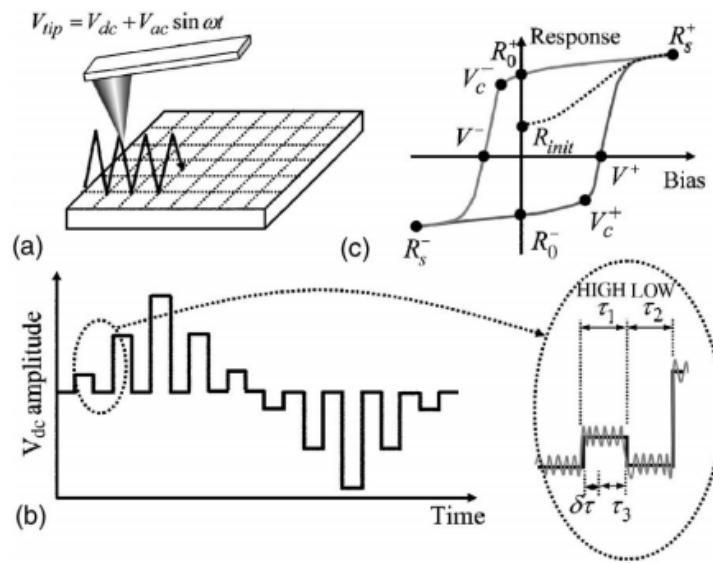 V_tip = V_dc + V_ac sin ωt
(a)
Response
R_0^+
R_s^+
V_c^-
V^-
R_init
V^+
Bias
V_c^+
R_0^-
R_s^-
(c)
V_dc amplitude
Time
(b)
HIGH LOW
τ_1 τ_2
δτ τ_3